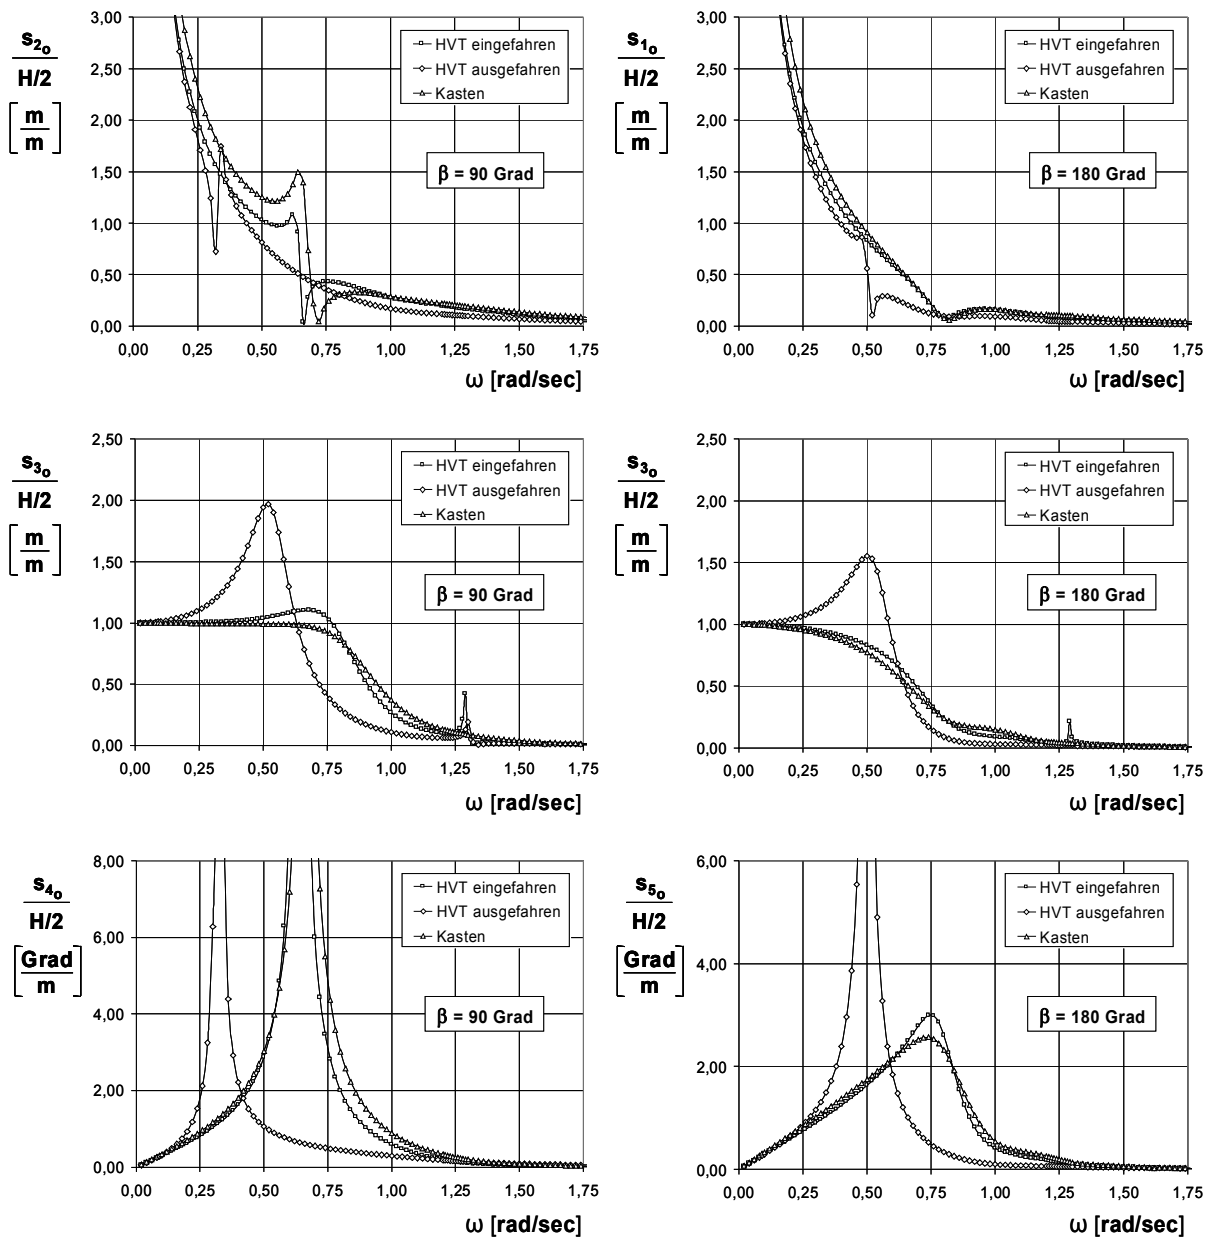 s2o
H/2
[m/m]
3,00
2,50
2,00
1,50
1,00
0,50
0,00
0,00 0,25 0,50 0,75 1,00 1,25 1,50 1,75
HVT eingefahren
HVT ausgefahren
Kasten
β = 90 Grad
ω [rad/sec]
s1o
H/2
[m/m]
3,00
2,50
2,00
1,50
1,00
0,50
0,00
0,00 0,25 0,50 0,75 1,00 1,25 1,50 1,75
HVT eingefahren
HVT ausgefahren
Kasten
β = 180 Grad
ω [rad/sec]
s3o
H/2
[m/m]
2,50
2,00
1,50
1,00
0,50
0,00
0,00 0,25 0,50 0,75 1,00 1,25 1,50 1,75
HVT eingefahren
HVT ausgefahren
Kasten
β = 90 Grad
ω [rad/sec]
s3o
H/2
[m/m]
2,50
2,00
1,50
1,00
0,50
0,00
0,00 0,25 0,50 0,75 1,00 1,25 1,50 1,75
HVT eingefahren
HVT ausgefahren
Kasten
β = 180 Grad
ω [rad/sec]
s4o
H/2
[Grad/m]
8,00
6,00
4,00
2,00
0,00
0,00 0,25 0,50 0,75 1,00 1,25 1,50 1,75
HVT eingefahren
HVT ausgefahren
Kasten
β = 90 Grad
ω [rad/sec]
s5o
H/2
[Grad/m]
6,00
4,00
2,00
0,00
0,00 0,25 0,50 0,75 1,00 1,25 1,50 1,75
HVT eingefahren
HVT ausgefahren
Kasten
β = 180 Grad
ω [rad/sec]